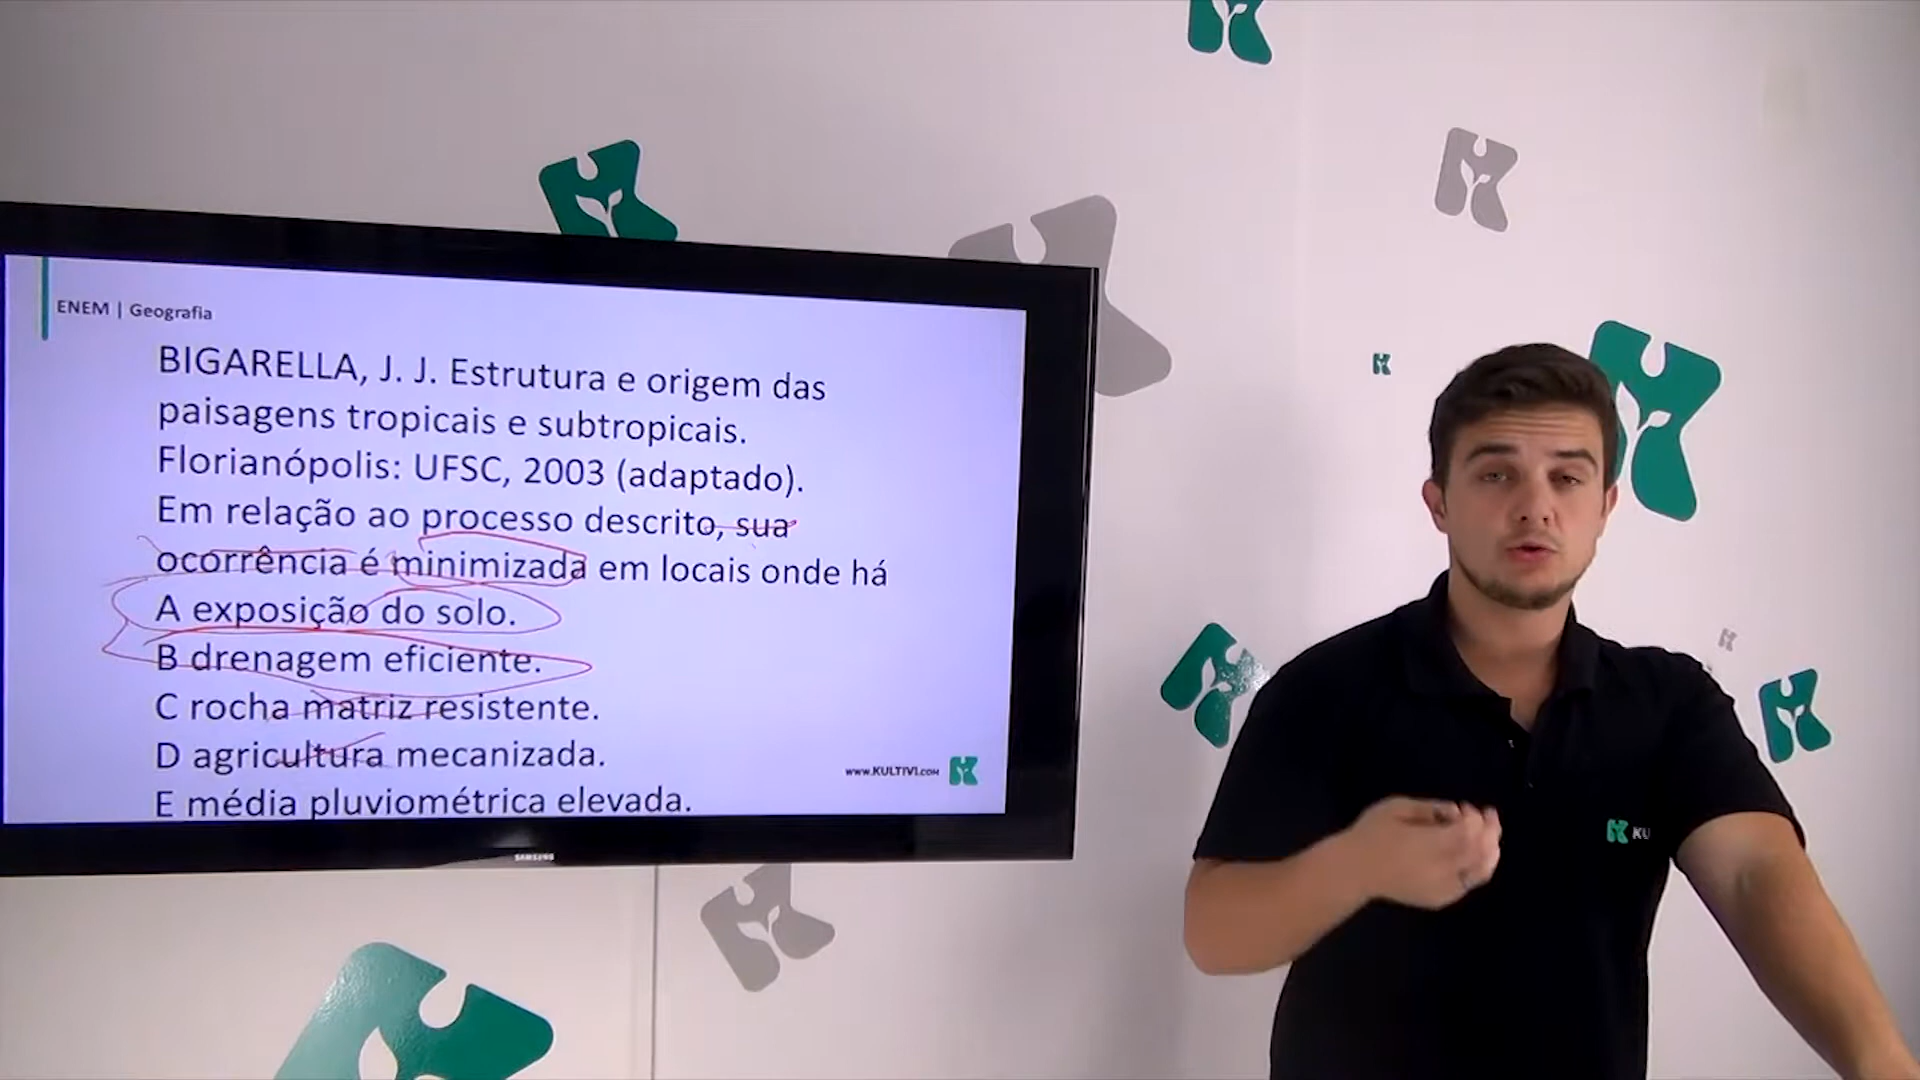 ENEM | Geografia
BIGARELLA, J. J. Estrutura e origem das
paisagens tropicais e subtropicais.
Florianópolis: UFSC, 2003 (adaptado).
Em relação ao processo descrito, sua
ocorrência é minimizada em locais onde há
A exposição do solo.
B drenagem eficiente.
C rocha matriz resistente.
D agricultura mecanizada.
E média pluviométrica elevada.
www.KULTIVI.COM
SAMSUNG
KU